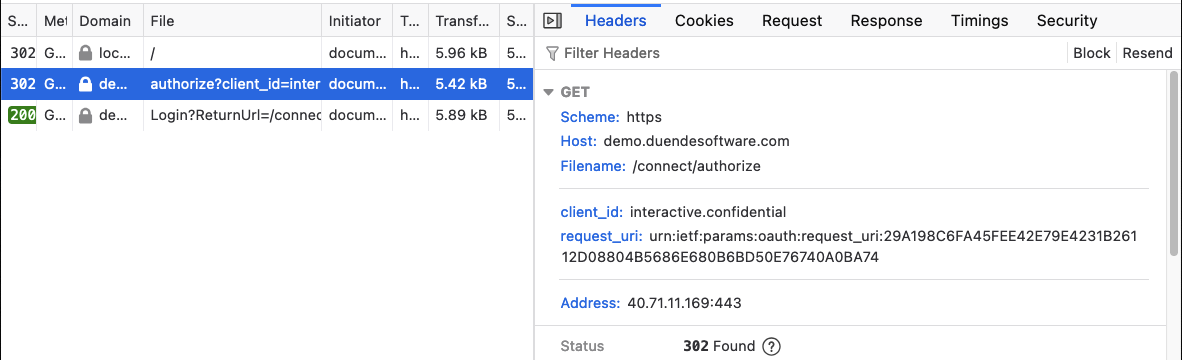 S... Met Domain File Initiator T... Transf... S...
302 G... loc... / docum... h... 5.96 kB 5...
302 G... de... authorize?client_id=inter docum... h... 5.42 kB 5...
200 G... de... Login?ReturnUrl=/connec docum... h... 5.89 kB 5...
Headers Cookies Request Response Timings Security
Filter Headers Block Resend
GET
Scheme: https
Host: demo.duendesoftware.com
Filename: /connect/authorize
client_id: interactive.confidential
request_uri: urn:ietf:params:oauth:request_uri:29A198C6FA45FEE42E79E4231B261
12D08804B5686E680B6BD50E76740A0BA74
Address: 40.71.11.169:443
Status 302 Found ?